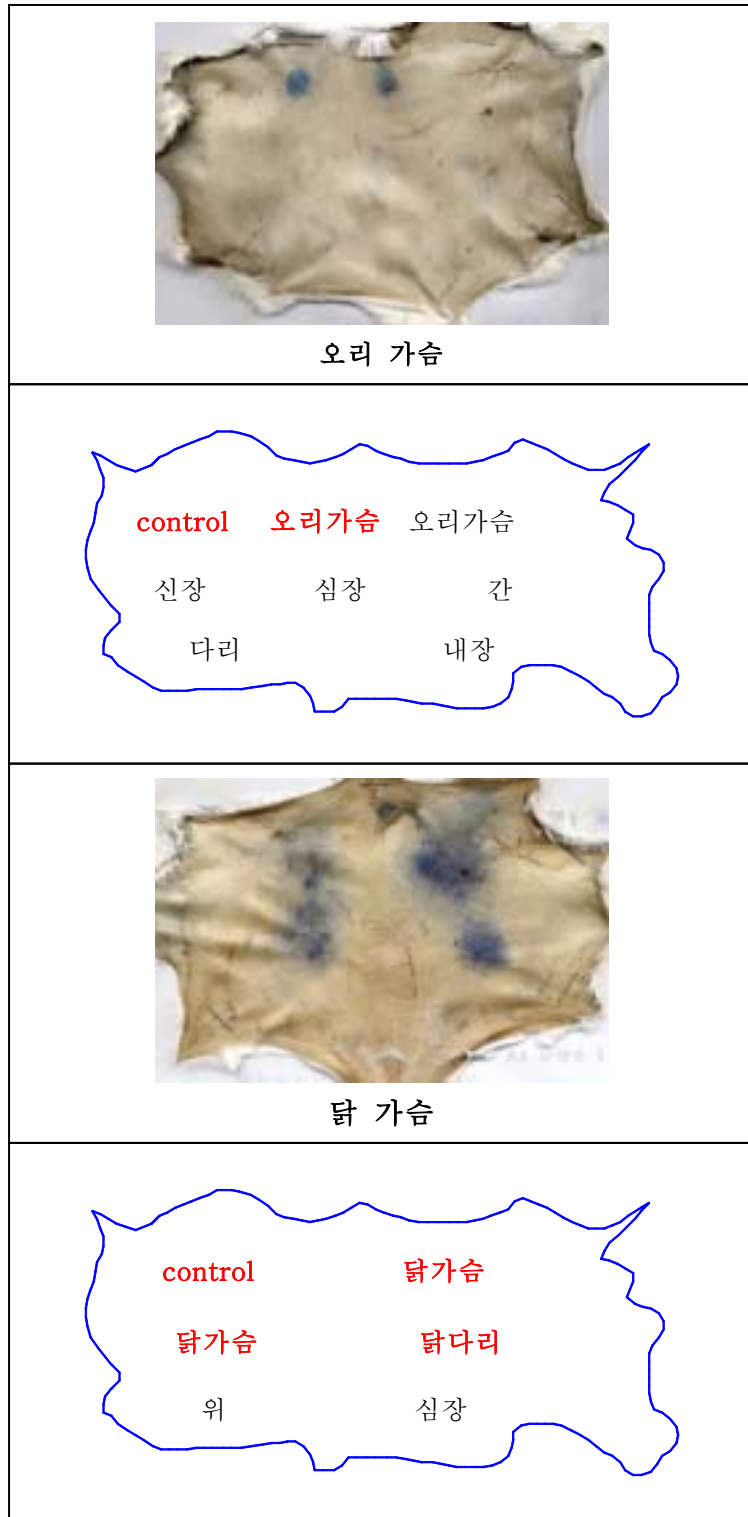 오리 가슴
control 오리가슴 오리가슴
신장 심장 간
다리 내장
닭 가슴
control 닭가슴
닭가슴 닭다리
위 심장